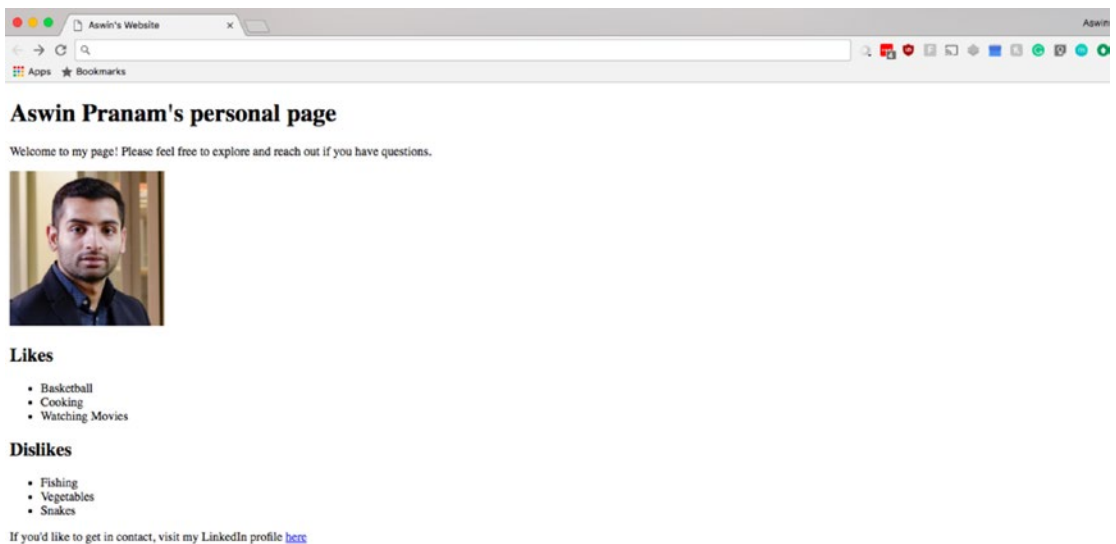 Aswin's Website
Aswin
Apps Bookmarks
Aswin Pranam's personal page
Welcome to my page! Please feel free to explore and reach out if you have questions.
Likes
Basketball
Cooking
Watching Movies
Dislikes
Fishing
Vegetables
Snakes
If you'd like to get in contact, visit my LinkedIn profile here